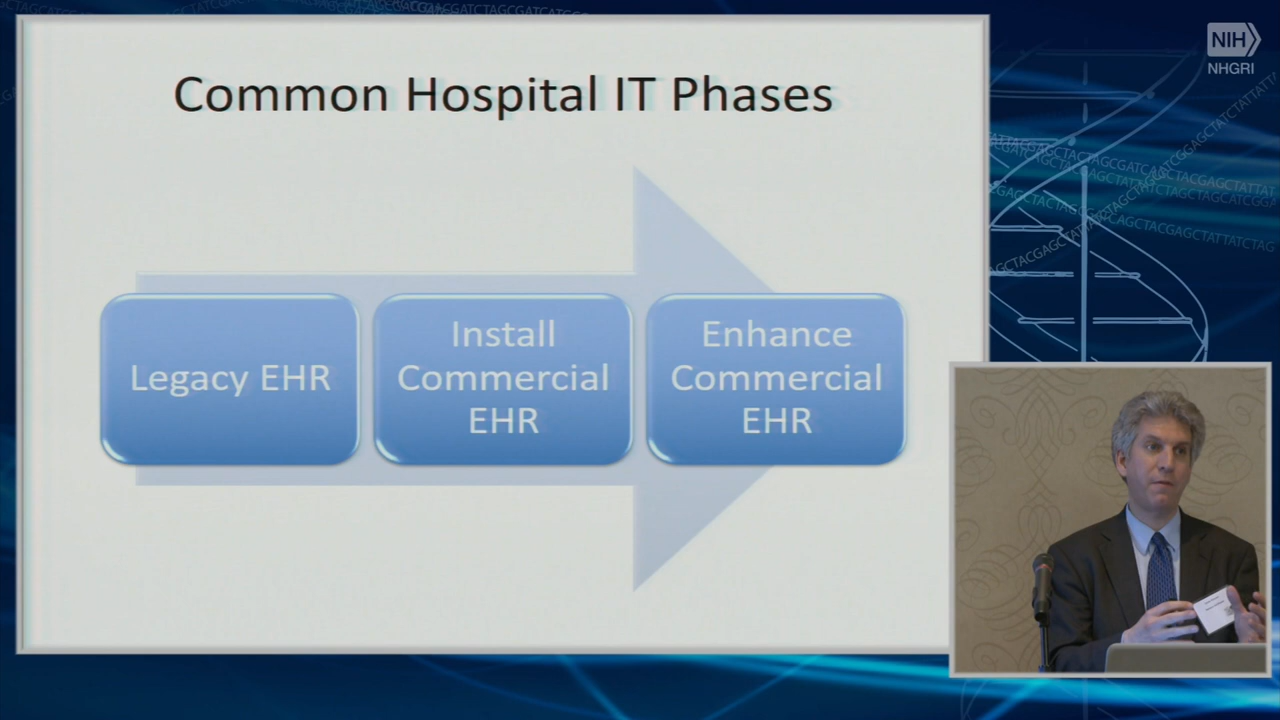 Common Hospital IT Phases
Legacy EHR
Install
Commercial
EHR
Enhance
Commercial
EHR
NIH
NHGRI